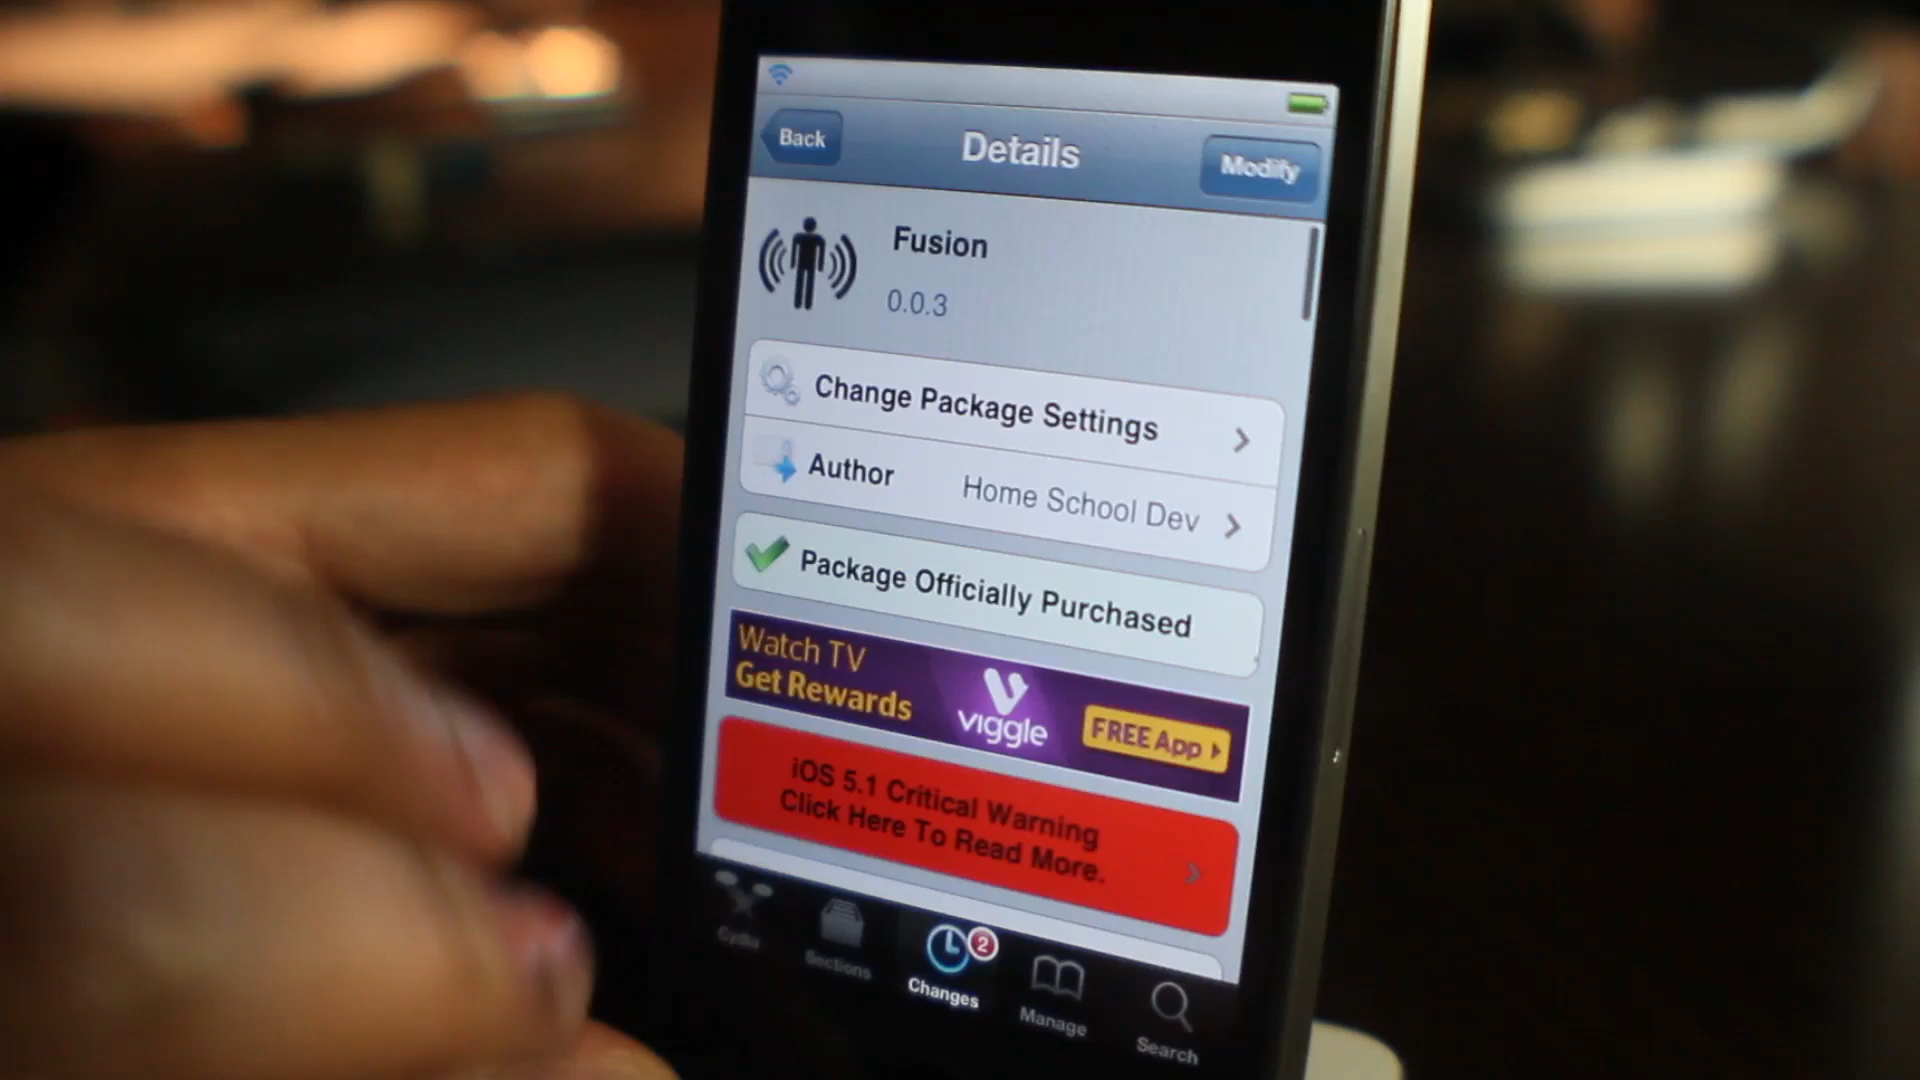 Back
Details
Modify
Fusion
0.0.3
Change Package Settings
Author Home School Dev
Package Officially Purchased
Watch TV
Get Rewards
viggle
FREE App
iOS 5.1 Critical Warning
Click Here To Read More.
Cydia
Sections
Changes
2
Manage
Search